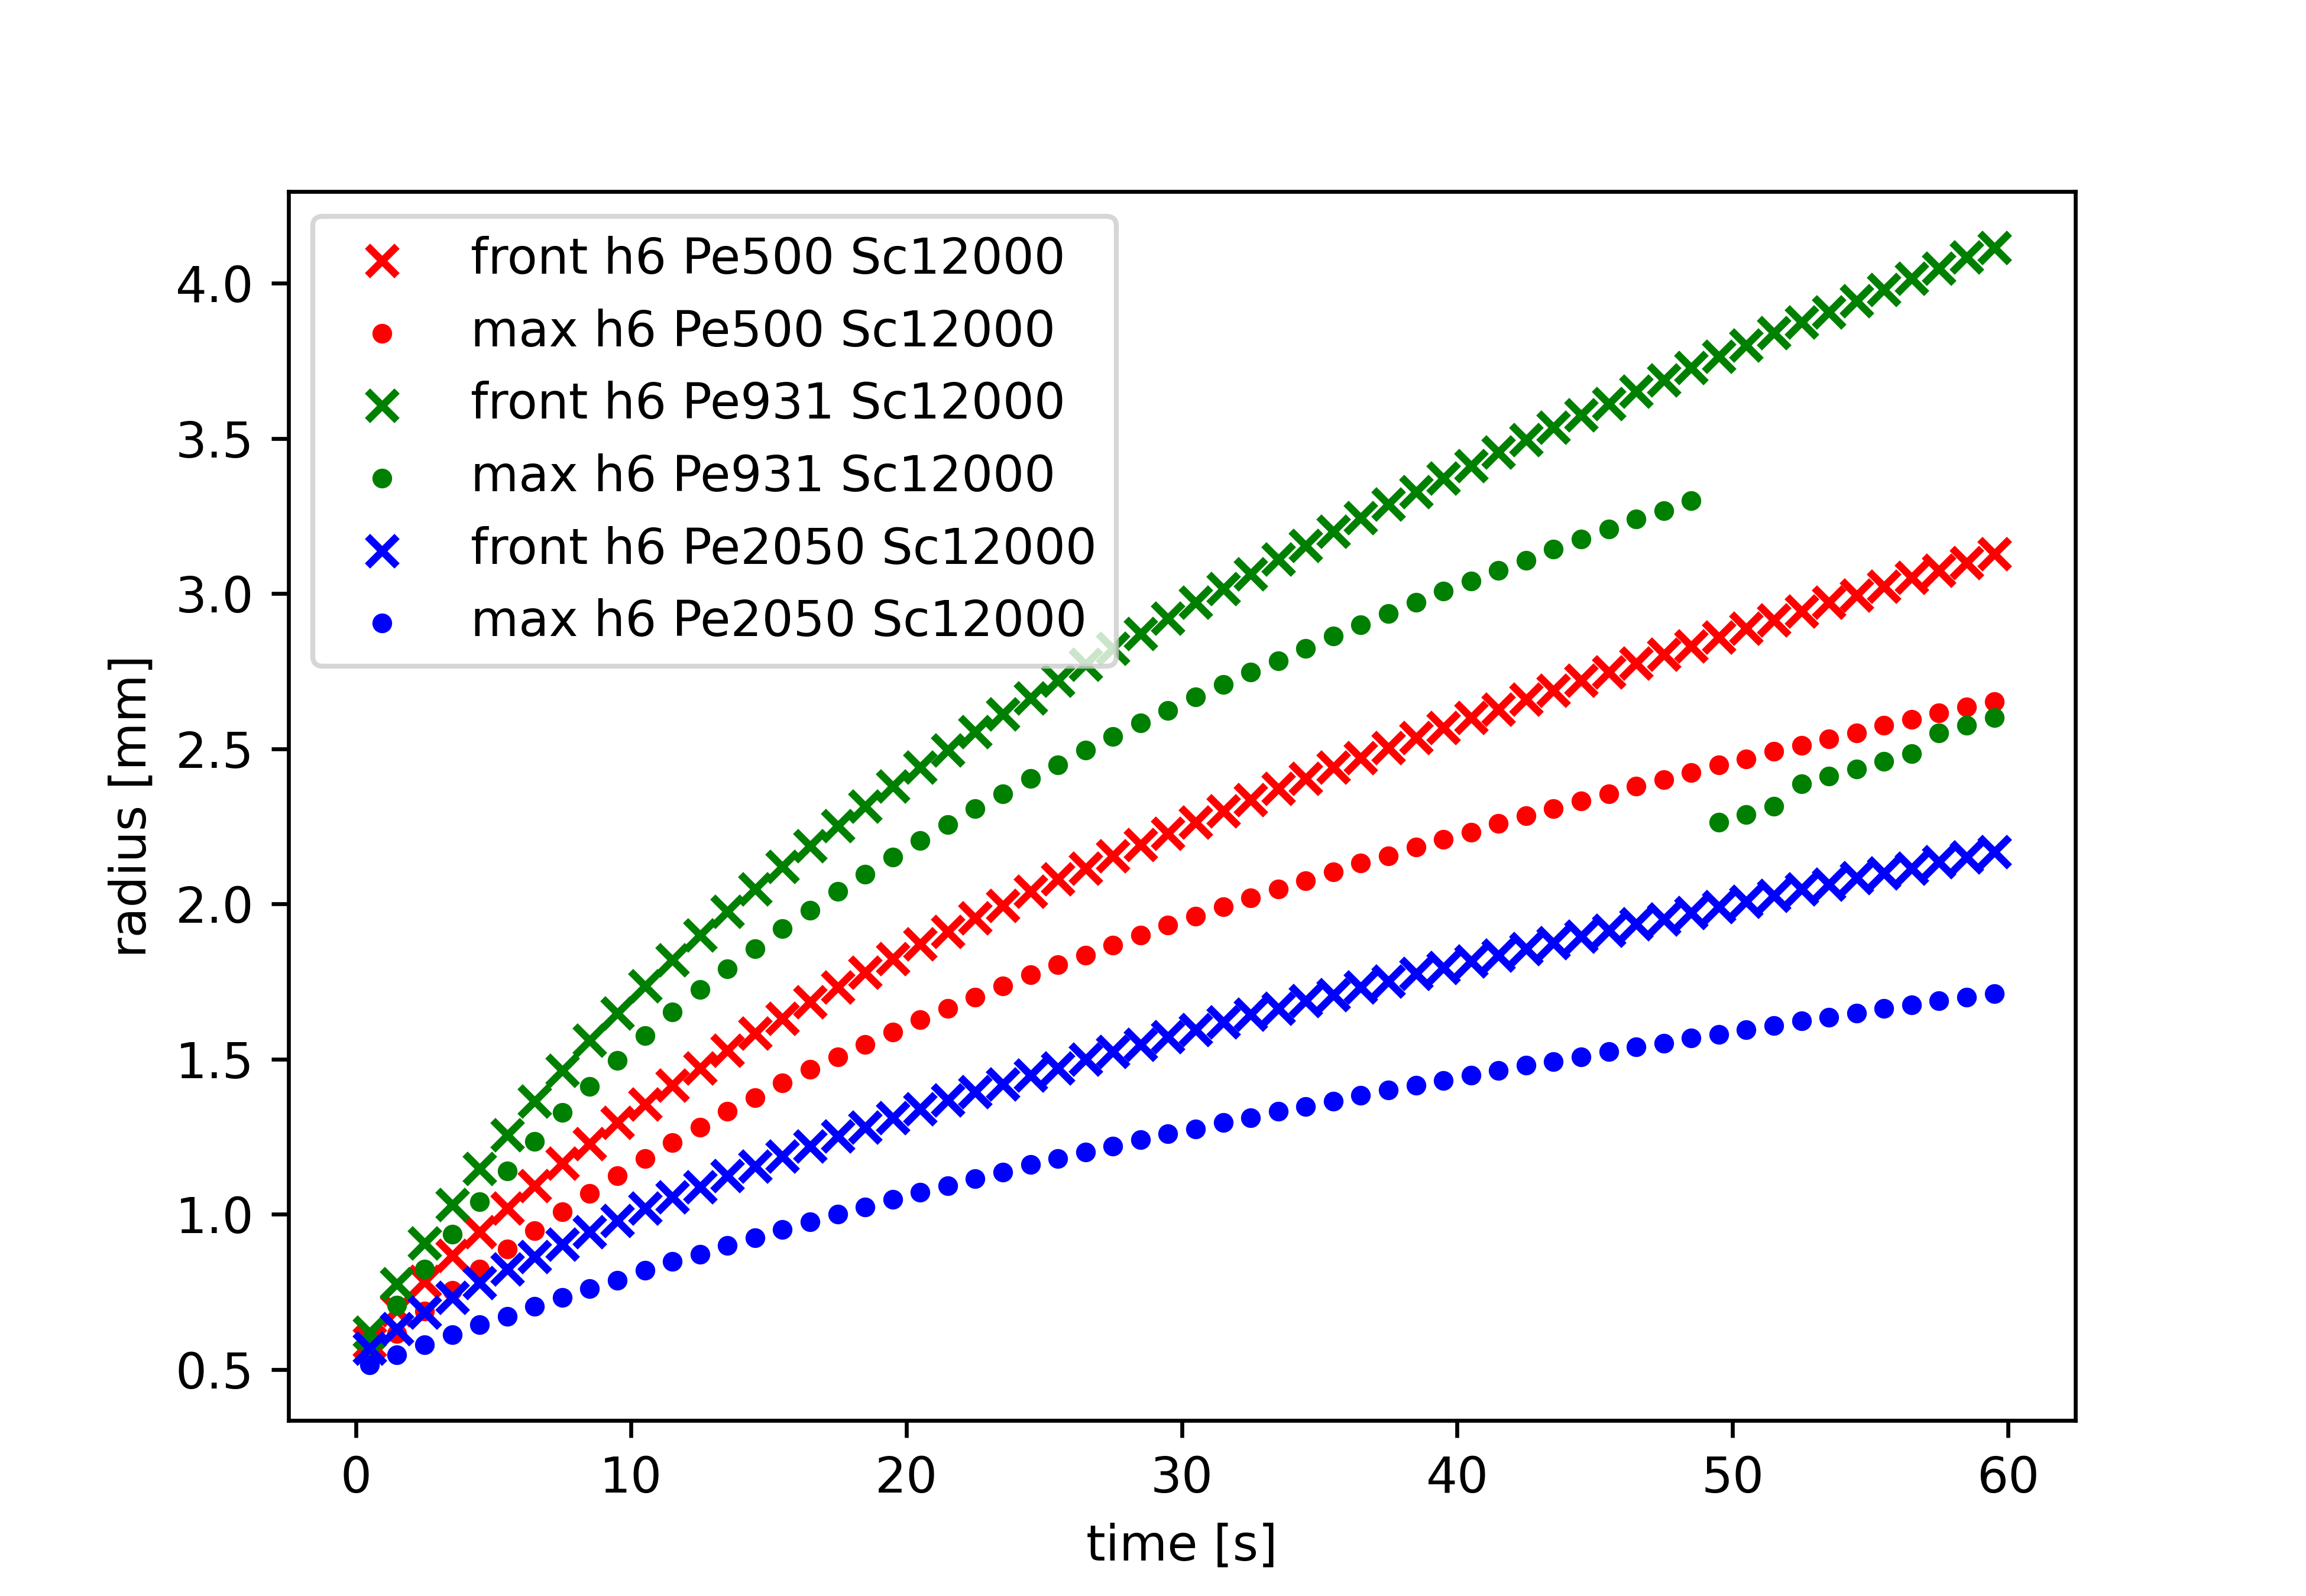 front h6 Pe500 Sc12000
max h6 Pe500 Sc12000
front h6 Pe931 Sc12000
max h6 Pe931 Sc12000
front h6 Pe2050 Sc12000
max h6 Pe2050 Sc12000
4.0
3.5
3.0
2.5
2.0
1.5
1.0
0.5
radius [mm]
0 10 20 30 40 50 60
time [s]